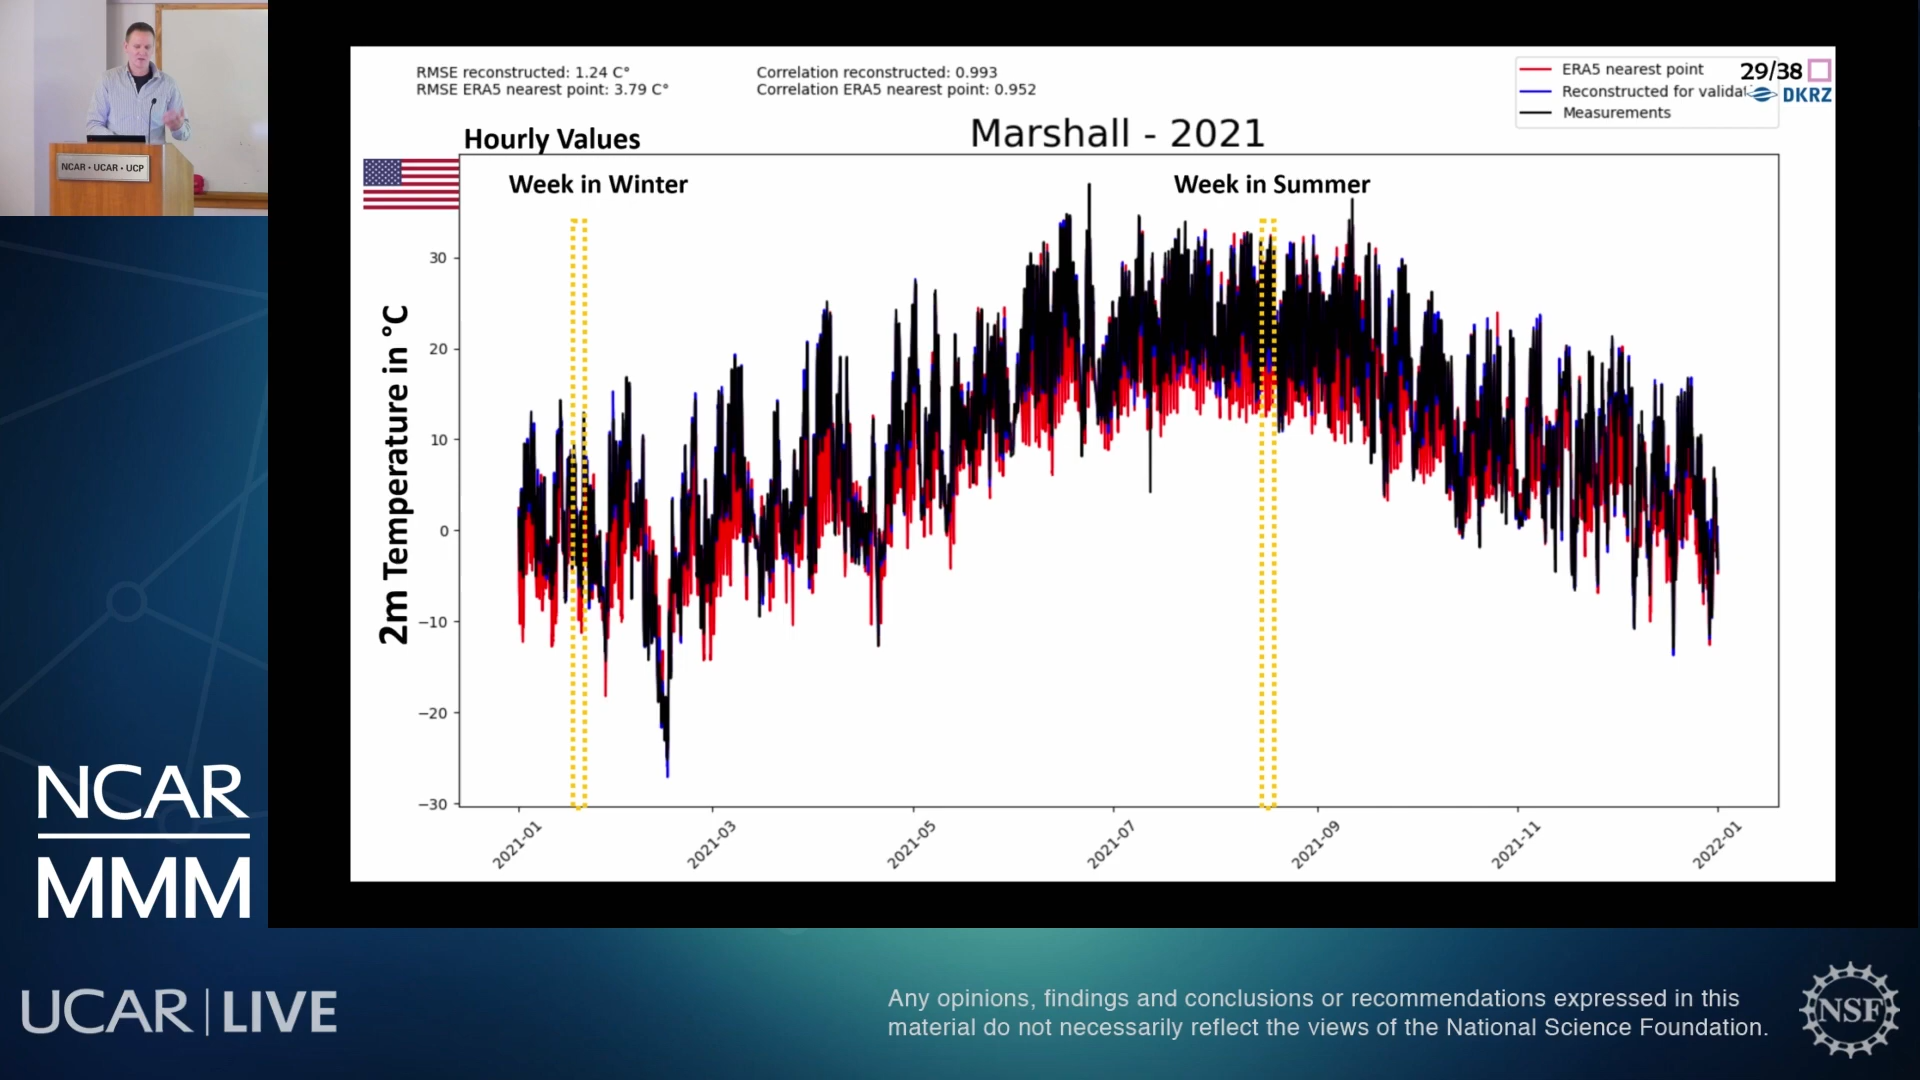 NCAR • UCAR • UCP
RMSE reconstructed: 1.24 C°
RMSE ERA5 nearest point: 3.79 C°
Correlation reconstructed: 0.993
Correlation ERA5 nearest point: 0.952
ERA5 nearest point
Reconstructed for
Measurements
29/38
DKRZ
Hourly Values
Marshall - 2021
Week in Winter
Week in Summer
2m Temperature in °C
30
20
10
0
−10
−20
−30
2021-01
2021-03
2021-05
2021-07
2021-09
2021-11
2022-01
NCAR
MMM
UCAR | LIVE
Any opinions, findings and conclusions or recommendations expressed in this
material do not necessarily reflect the views of the National Science Foundation.
NSF